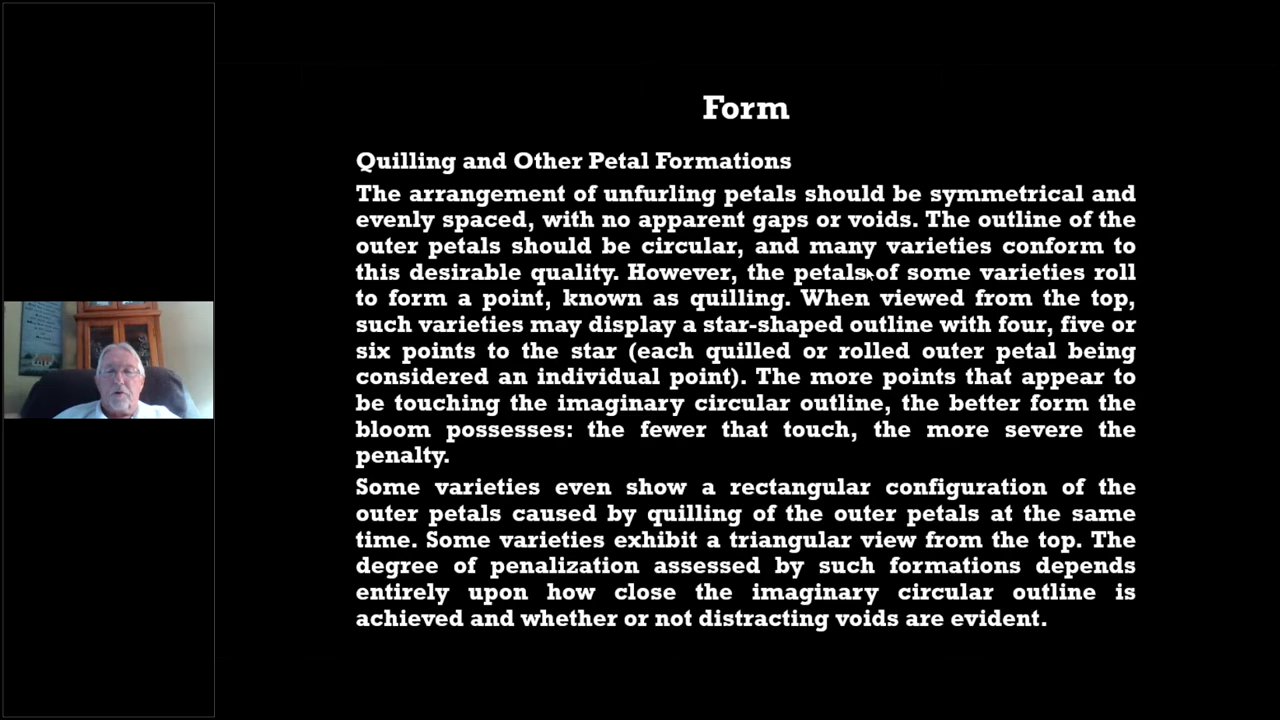 Form
Quilling and Other Petal Formations
The arrangement of unfurling petals should be symmetrical and
evenly spaced, with no apparent gaps or voids. The outline of the
outer petals should be circular, and many varieties conform to
this desirable quality. However, the petals of some varieties roll
to form a point, known as quilling. When viewed from the top,
such varieties may display a star-shaped outline with four, five or
six points to the star (each quilled or rolled outer petal being
considered an individual point). The more points that appear to
be touching the imaginary circular outline, the better form the
bloom possesses: the fewer that touch, the more severe the
penalty.
Some varieties even show a rectangular configuration of the
outer petals caused by quilling of the outer petals at the same
time. Some varieties exhibit a triangular view from the top. The
degree of penalization assessed by such formations depends
entirely upon how close the imaginary circular outline is
achieved and whether or not distracting voids are evident.